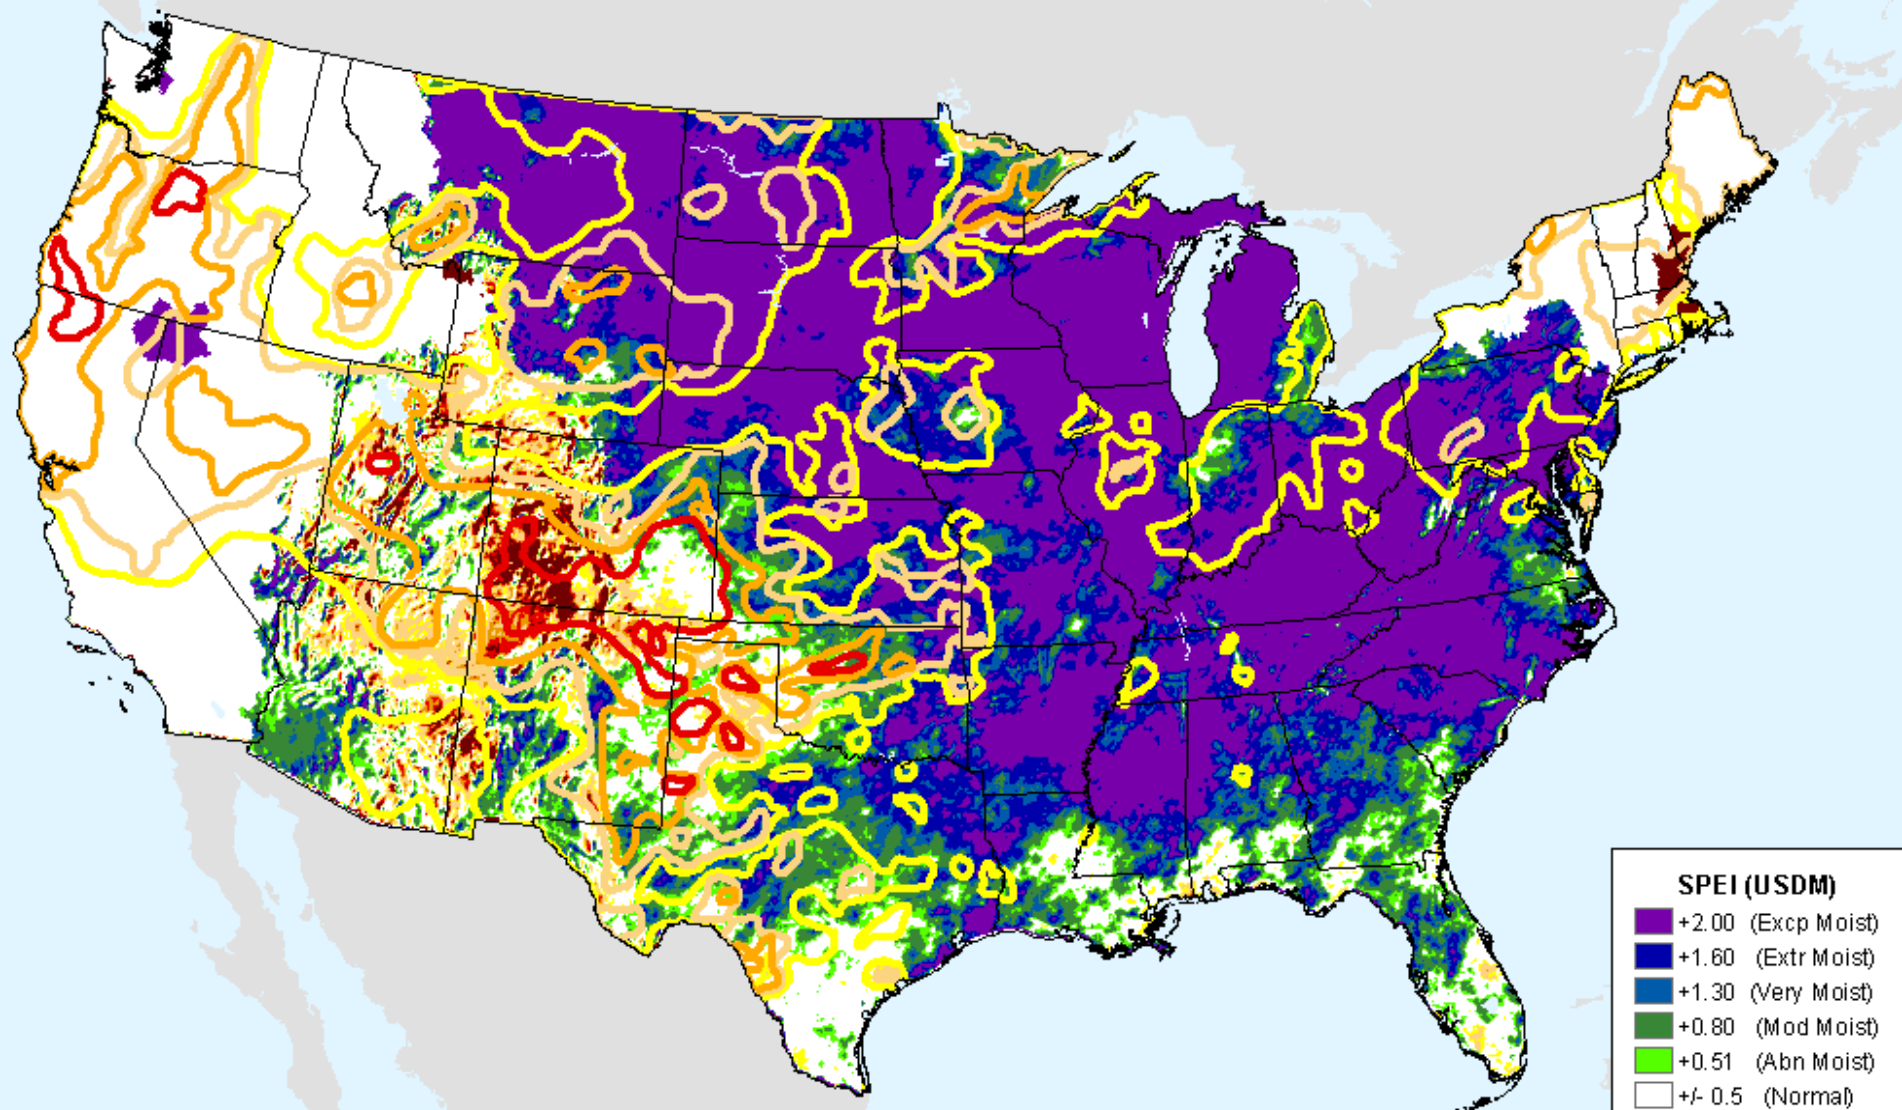 SPEI (USDM)
+2.00 (Excp Moist)
+1.60 (Extr Moist)
+1.30 (Very Moist)
+0.80 (Mod Moist)
+0.51 (Abn Moist)
+/- 0.5 (Normal)